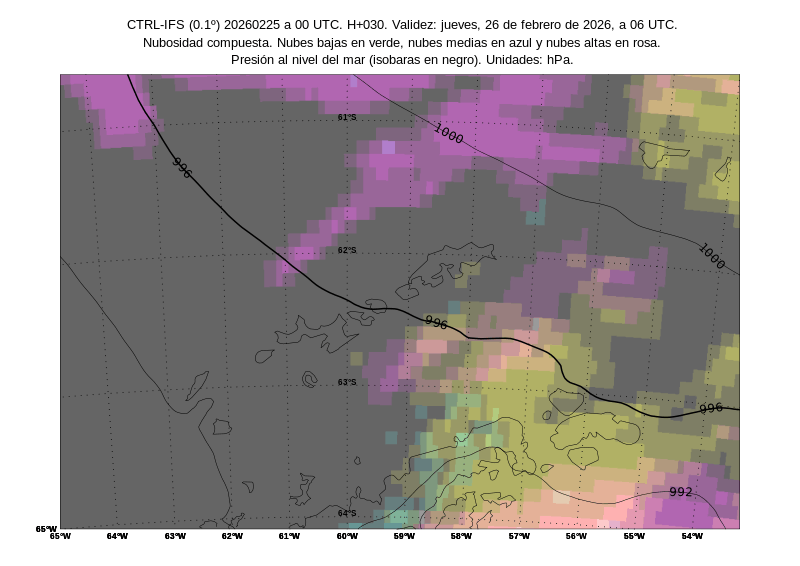 CTRL-IFS (0.1º) 20260225 a 00 UTC. H+030. Validez: jueves, 26 de febrero de 2026, a 06 UTC.
Nubosidad compuesta. Nubes bajas en verde, nubes medias en azul y nubes altas en rosa.
Presión al nivel del mar (isobaras en negro). Unidades: hPa.
61°S
1000
996
62°S
1000
996
63°S
996
992
64°S
65°W
65°W 64°W 63°W 62°W 61°W 60°W 59°W 58°W 57°W 56°W 55°W 54°W